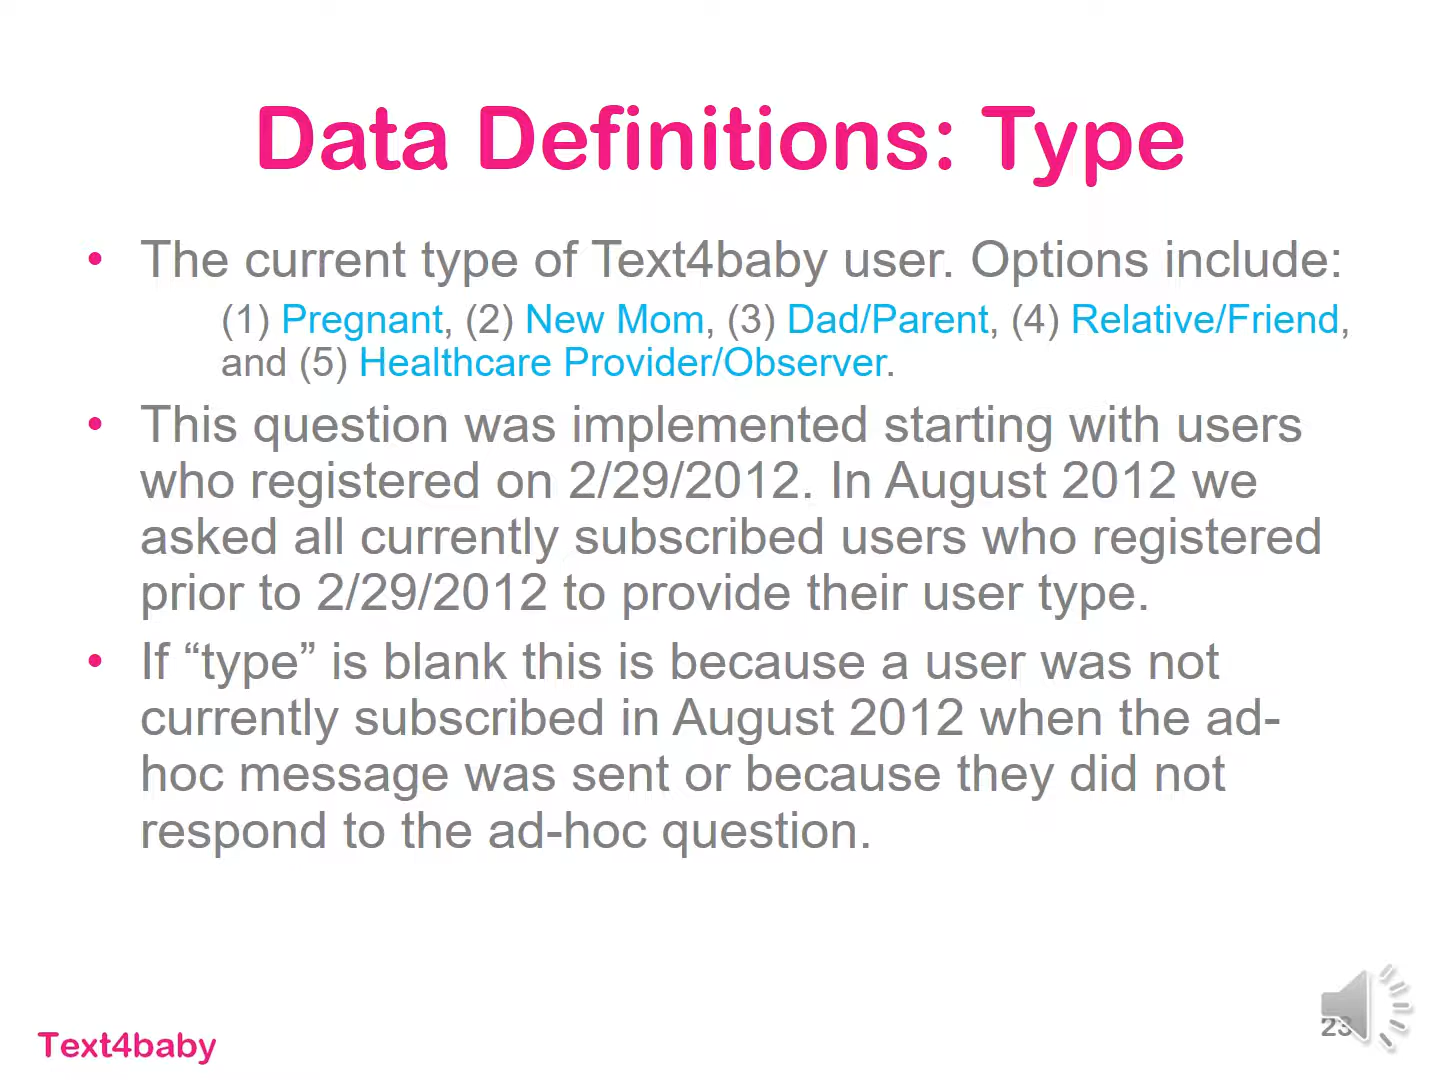 Data Definitions: Type
• The current type of Text4baby user. Options include:
(1) Pregnant, (2) New Mom, (3) Dad/Parent, (4) Relative/Friend,
and (5) Healthcare Provider/Observer.
• This question was implemented starting with users
who registered on 2/29/2012. In August 2012 we
asked all currently subscribed users who registered
prior to 2/29/2012 to provide their user type.
• If “type” is blank this is because a user was not
currently subscribed in August 2012 when the ad-
hoc message was sent or because they did not
respond to the ad-hoc question.
Text4baby
23